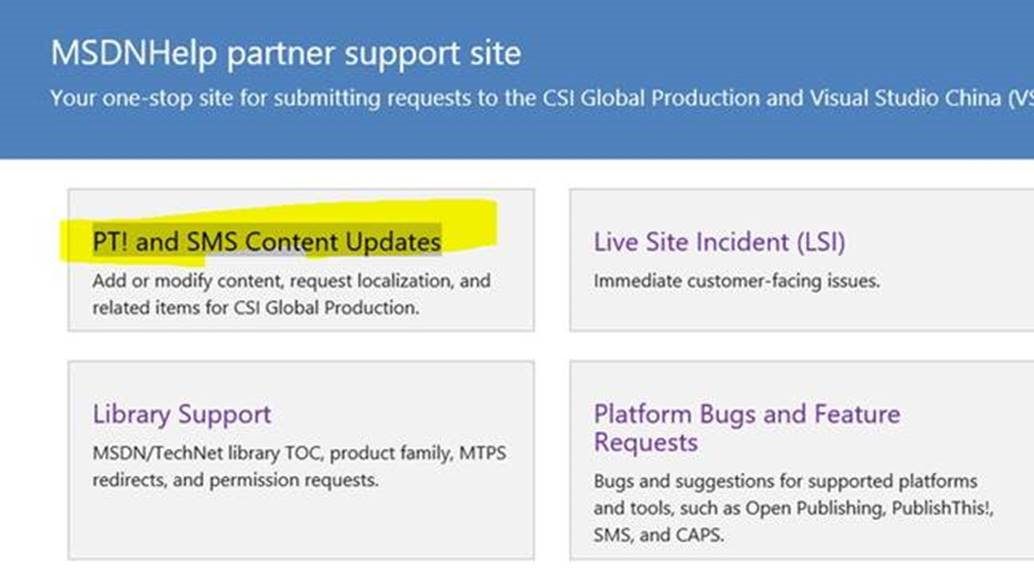 MSDNHelp partner support site
Your one-stop site for submitting requests to the CSI Global Production and Visual Studio China
PT! and SMS Content Updates
Add or modify content, request localization, and
related items for CSI Global Production.
Live Site Incident (LSI)
Immediate customer-facing issues.
Library Support
MSDN/TechNet library TOC, product family, MTPS
redirects, and permission requests.
Platform Bugs and Feature
Requests
Bugs and suggestions for supported platforms
and tools, such as Open Publishing, PublishThis!,
SMS, and CAPS.